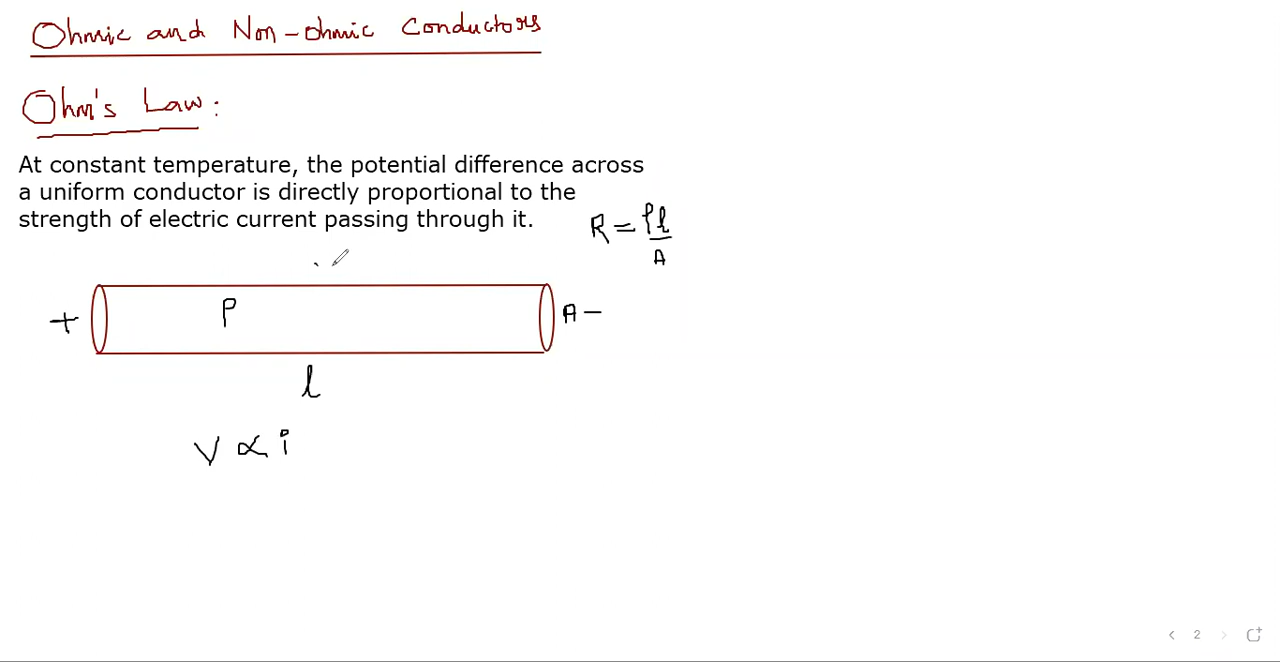 Ohmic and Non-ohmic Conductors
Ohm's Law:
At constant temperature, the potential difference across
a uniform conductor is directly proportional to the
strength of electric current passing through it.
R = ρl
A
+ ρ A −
l
V ∝ i
2